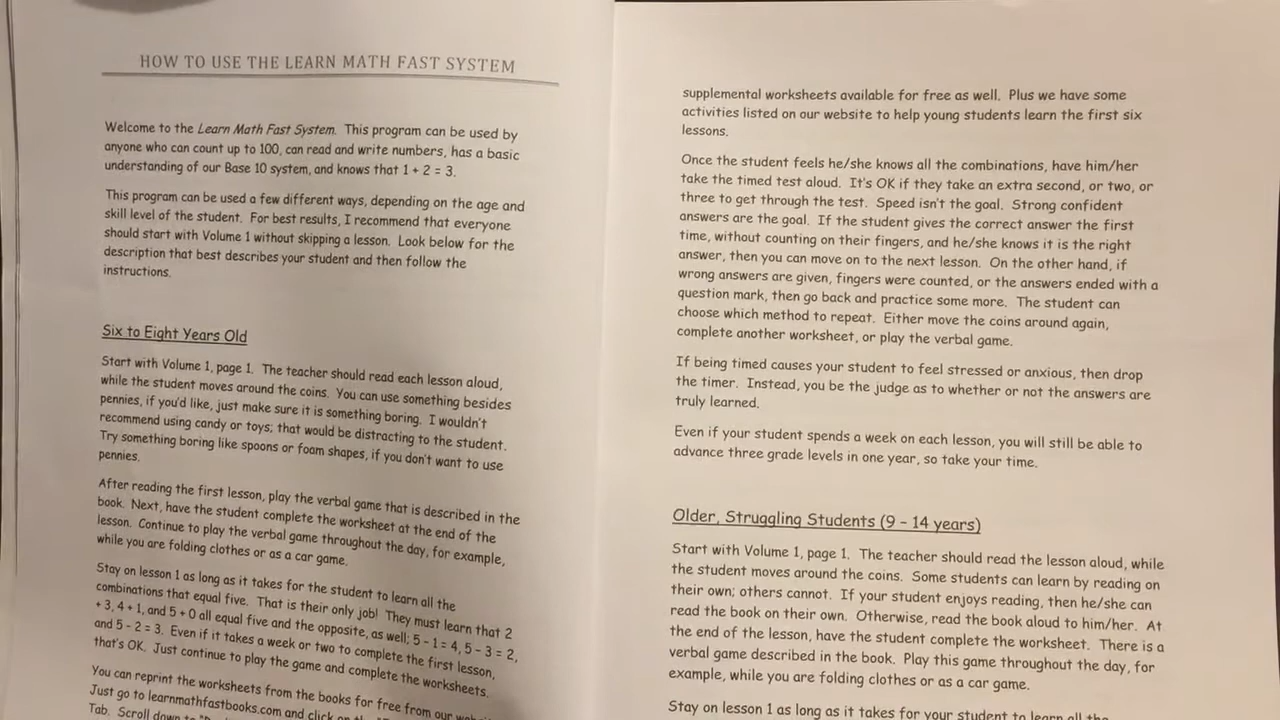 HOW TO USE THE LEARN MATH FAST SYSTEM
Welcome to the Learn Math Fast System. This program can be used by
anyone who can count up to 100, can read and write numbers, has a basic
understanding of our Base 10 system, and knows that 1 + 2 = 3.
This program can be used a few different ways, depending on the age and
skill level of the student. For best results, I recommend that everyone
should start with Volume 1 without skipping a lesson. Look below for the
description that best describes your student and then follow the
instructions.
Six to Eight Years Old
Start with Volume 1, page 1. The teacher should read each lesson aloud,
while the student moves around the coins. You can use something besides
pennies, if you'd like, just make sure it is something boring. I wouldn't
recommend using candy or toys; that would be distracting to the student.
Try something boring like spoons or foam shapes, if you don't want to use
pennies.
After reading the first lesson, play the verbal game that is described in the
book. Next, have the student complete the worksheet at the end of the
lesson. Continue to play the verbal game throughout the day, for example,
while you are folding clothes or as a car game.
Stay on lesson 1 as long as it takes for the student to learn all the
combinations that equal five. That is their only job! They must learn that 2
+ 3, 4 + 1, and 5 + 0 all equal five and the opposite, as well; 5 - 1 = 4, 5 - 3 = 2,
and 5 - 2 = 3. Even if it takes a week or two to complete the first lesson,
that's OK. Just continue to play the game and complete the worksheets.
You can reprint the worksheets from the books for free from our
Just go to learnmathfastbooks.com and click on the
Tab. Scroll down to
supplemental worksheets available for free as well. Plus we have some
activities listed on our website to help young students learn the first six
lessons.
Once the student feels he/she knows all the combinations, have him/her
take the timed test aloud. It's OK if they take an extra second, or two, or
three to get through the test. Speed isn't the goal. Strong confident
answers are the goal. If the student gives the correct answer the first
time, without counting on their fingers, and he/she knows it is the right
answer, then you can move on to the next lesson. On the other hand, if
wrong answers are given, fingers were counted, or the answers ended with a
question mark, then go back and practice some more. The student can
choose which method to repeat. Either move the coins around again,
complete another worksheet, or play the verbal game.
If being timed causes your student to feel stressed or anxious, then drop
the timer. Instead, you be the judge as to whether or not the answers are
truly learned.
Even if your student spends a week on each lesson, you will still be able to
advance three grade levels in one year, so take your time.
Older, Struggling Students (9 - 14 years)
Start with Volume 1, page 1. The teacher should read the lesson aloud, while
the student moves around the coins. Some students can learn by reading on
their own; others cannot. If your student enjoys reading, then he/she can
read the book on their own. Otherwise, read the book aloud to him/her. At
the end of the lesson, have the student complete the worksheet. There is a
verbal game described in the book. Play this game throughout the day, for
example, while you are folding clothes or as a car game.
Stay on lesson 1 as long as it takes for your student to learn all the